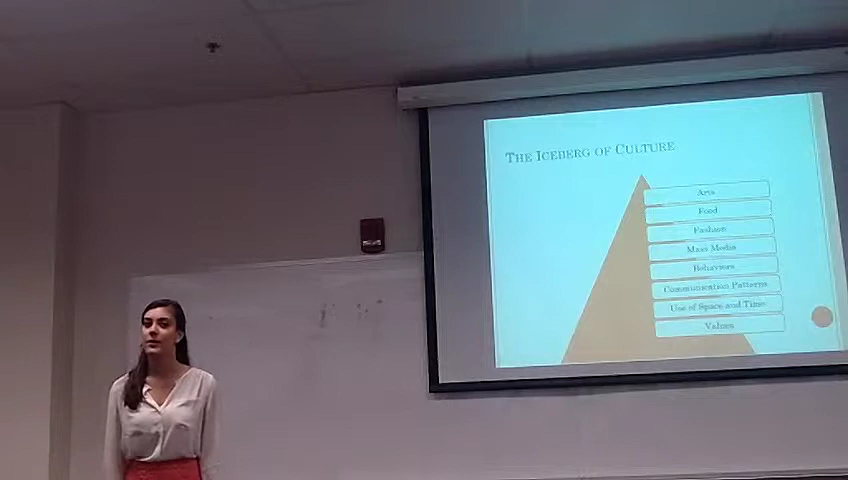 THE ICEBERG OF CULTURE
Arts
Food
Fashion
Mass Media
Behaviors
Communication Patterns
Use of Space and Time
Values